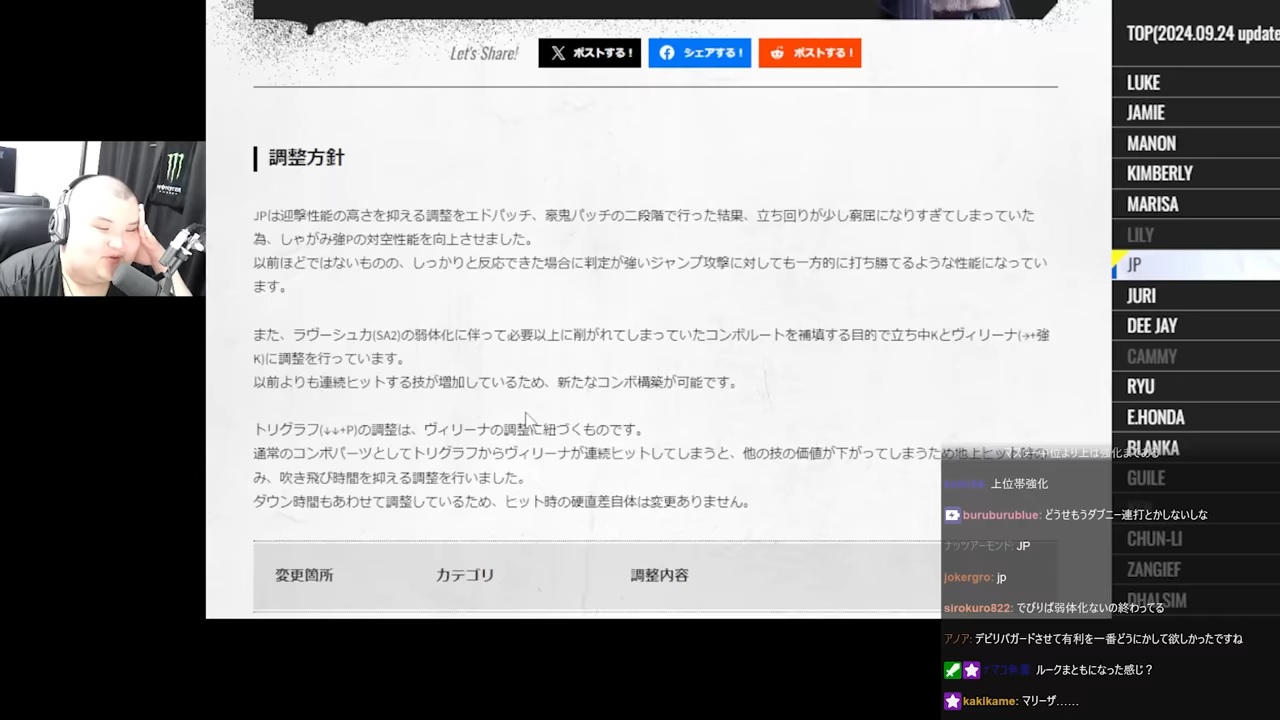 Let's Share!
ポストする！
シェアする！
ポストする！
調整方針
JPは迎撃性能の高さを抑える調整をエドパッチ、豪鬼パッチの二段階で行った結果、立ち回りが少し窮屈になりすぎてしまっていた
為、しゃがみ強Pの対空性能を向上させました。
以前ほどではないものの、しっかりと反応できた場合に判定が強いジャンプ攻撃に対しても一方的に打ち勝てるような性能になってい
ます。
また、ラヴーシュカ(SA2)の弱体化に伴って必要以上に削がれてしまっていたコンボルートを補填する目的で立ち中Kとヴィリーナ(→+強
K)に調整を行っています。
以前よりも連続ヒットする技が増加しているため、新たなコンボ構築が可能です。
トリグラフ(↓↓+P)の調整は、ヴィリーナの調整に紐づくものです。
通常のコンボパーツとしてトリグラフからヴィリーナが連続ヒットしてしまうと、他の技の価値が下がってしまうため地上ヒット
み、吹き飛び時間を抑える調整を行いました。
ダウン時間もあわせて調整しているため、ヒット時の硬直差自体は変更ありません。
変更箇所
カテゴリ
調整内容
TOP(2024.09.24 update
LUKE
JAMIE
MANON
KIMBERLY
MARISA
LILY
JP
JURI
DEE JAY
CAMMY
RYU
E.HONDA
BLANKA
GUILE
CHUN-LI
ZANGIEF
DHALSIM
上位帯強化
buruburublue: どうせもうダブニー連打とかしないしな
ナッツアーモンド: JP
jokergro: jp
sirokuro822: でびりば弱体化ないの終わってる
アノア: デビリバガードさせて有利を一番どうにかして欲しかったですね
ルークまともになった感じ？
kakikame: マリーザ……